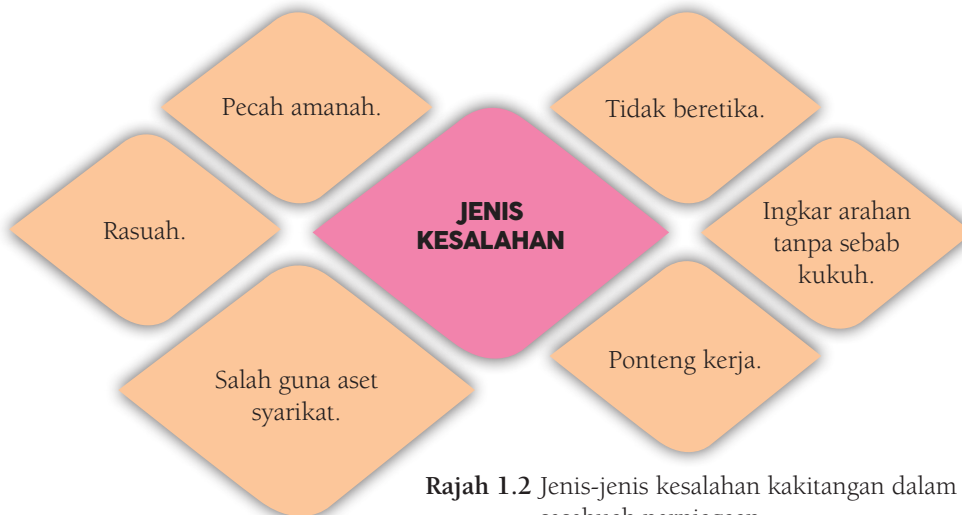 Pecah amanah.
Tidak beretika.
Rasuah.
JENIS
KESALAHAN
Ingkar arahan
tanpa sebab
kukuh.
Salah guna aset
syarikat.
Ponteng kerja.
Rajah 1.2 Jenis-jenis kesalahan kakitangan dalam